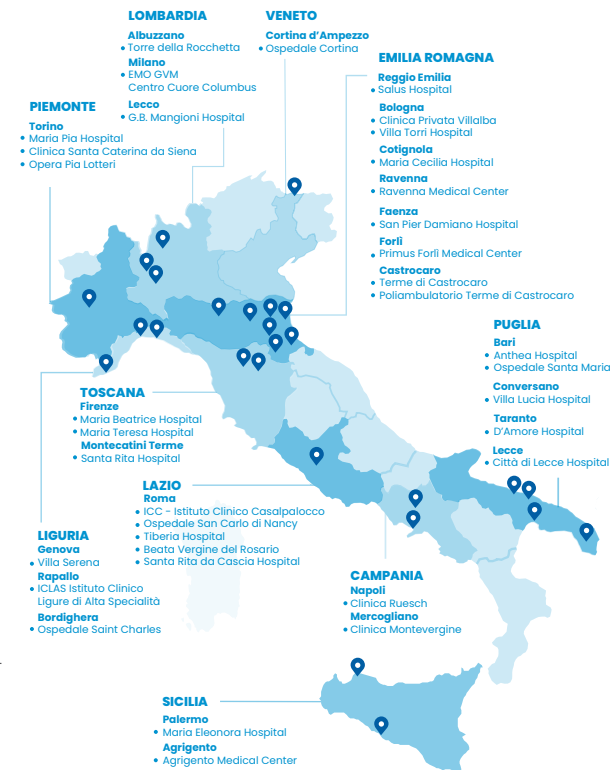 LOMBARDIA
Albuzzano
• Torre della Rocchetta
Milano
• EMO GVM
Centro Cuore Columbus
Lecco
• G.B. Mangioni Hospital
VENETO
Cortina d'Ampezzo
• Ospedale Cortina
EMILIA ROMAGNA
Reggio Emilia
• Salus Hospital
Bologna
• Clinica Privata Villalba
• Villa Torri Hospital
Cotignola
• Maria Cecilia Hospital
Ravenna
• Ravenna Medical Center
Faenza
• San Pier Damiano Hospital
Forlì
• Primus Forlì Medical Center
Castrocaro
• Terme di Castrocaro
• Poliambulatorio Terme di Castrocaro
PIEMONTE
Torino
• Maria Pia Hospital
• Clinica Santa Caterina da Siena
• Opera Pia Lotteri
PUGLIA
Bari
• Anthea Hospital
• Ospedale Santa Maria
Conversano
• Villa Lucia Hospital
Taranto
• D'Amore Hospital
Lecce
• Città di Lecce Hospital
TOSCANA
Firenze
• Maria Beatrice Hospital
• Maria Teresa Hospital
Montecatini Terme
• Santa Rita Hospital
LAZIO
Roma
• ICC - Istituto Clinico Casalpalocco
• Ospedale San Carlo di Nancy
• Tiberia Hospital
• Beata Vergine del Rosario
• Santa Rita da Cascia Hospital
LIGURIA
Genova
• Villa Serena
Rapallo
• ICLAS Istituto Clinico
Ligure di Alta Specialità
Bordighera
• Ospedale Saint Charles
CAMPANIA
Napoli
• Clinica Ruesch
Mercogliano
• Clinica Montevergine
SICILIA
Palermo
• Maria Eleonora Hospital
Agrigento
• Agrigento Medical Center